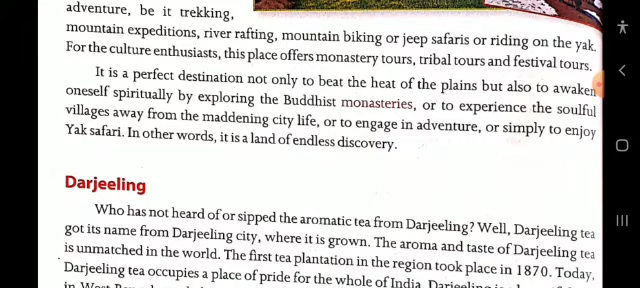 adventure, be it trekking,
mountain expeditions, river rafting, mountain biking or jeep safaris or riding on the yak.
For the culture enthusiasts, this place offers monastery tours, tribal tours and festival tours.
It is a perfect destination not only to beat the heat of the plains but also to awaken
oneself spiritually by exploring the Buddhist monasteries, or to experience the soulful
villages away from the maddening city life, or to engage in adventure, or simply to enjoy
Yak safari. In other words, it is a land of endless discovery.
Darjeeling
Who has not heard of or sipped the aromatic tea from Darjeeling? Well, Darjeeling tea
got its name from Darjeeling city, where it is grown. The aroma and taste of Darjeeling tea
is unmatched in the world. The first tea plantation in the region took place in 1870. Today,
Darjeeling tea occupies a place of pride for the whole of India.